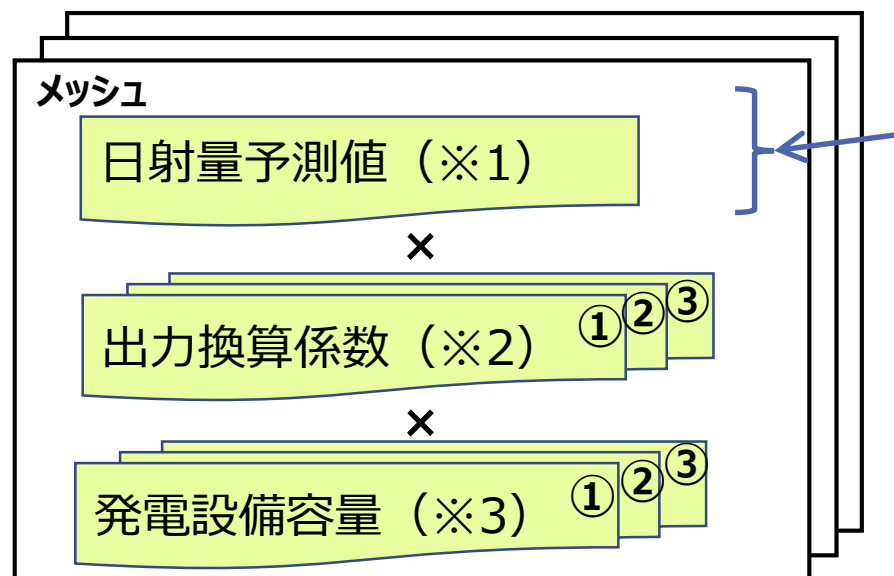 メッシュ
日射量予測値（※1）
×
出力換算係数（※2） ①②③
×
発電設備容量（※3） ①②③